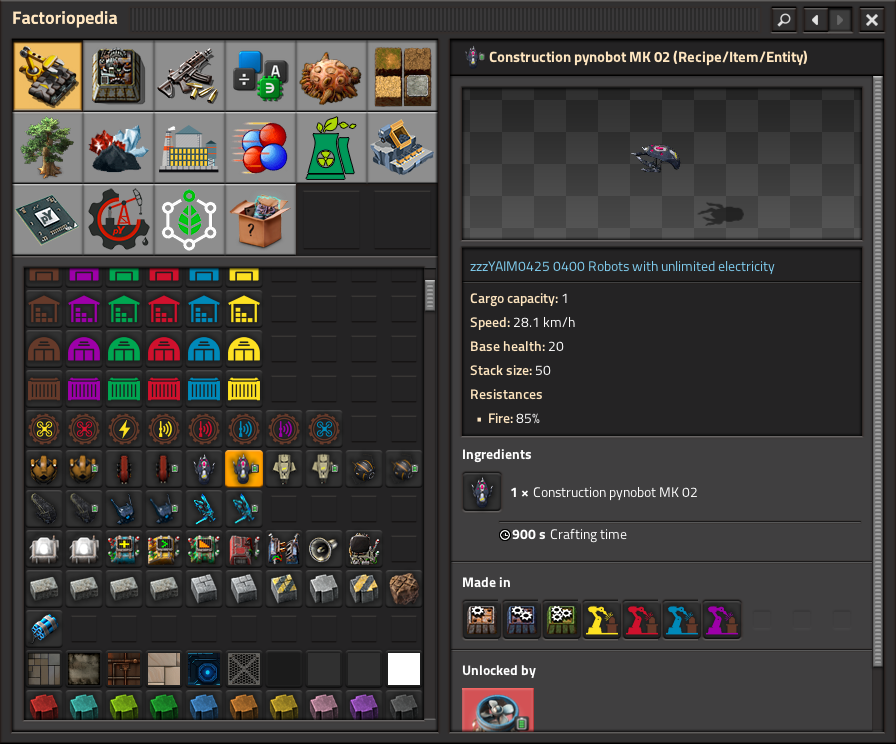 Factoriopedia
Construction pynobot MK 02 (Recipe/Item/Entity)
zzzYAIM0425 0400 Robots with unlimited electricity
Cargo capacity: 1
Speed: 28.1 km/h
Base health: 20
Stack size: 50
Resistances
▪ Fire: 85%
Ingredients
1 × Construction pynobot MK 02
900 s Crafting time
Made in
Unlocked by